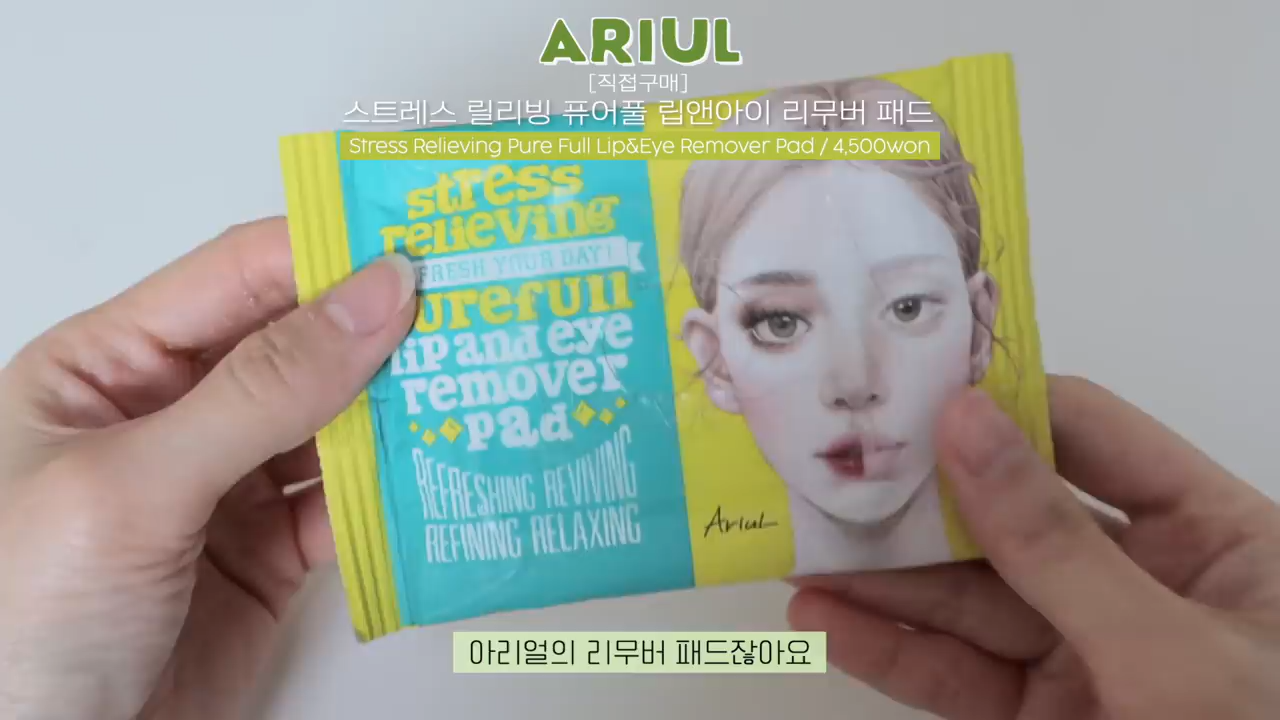 ARIUL
[직접구매]
스트레스 릴리빙 퓨어풀 립앤아이 리무버 패드
Stress Relieving Pure Full Lip&Eye Remover Pad / 4,500won
stress
relieving
FRESH YOUR DAY!
urefull
lip and eye
remover
pad
REFRESHING REVIVING
REFINING RELAXING
Ariul
아리얼의 리무버 패드잖아요